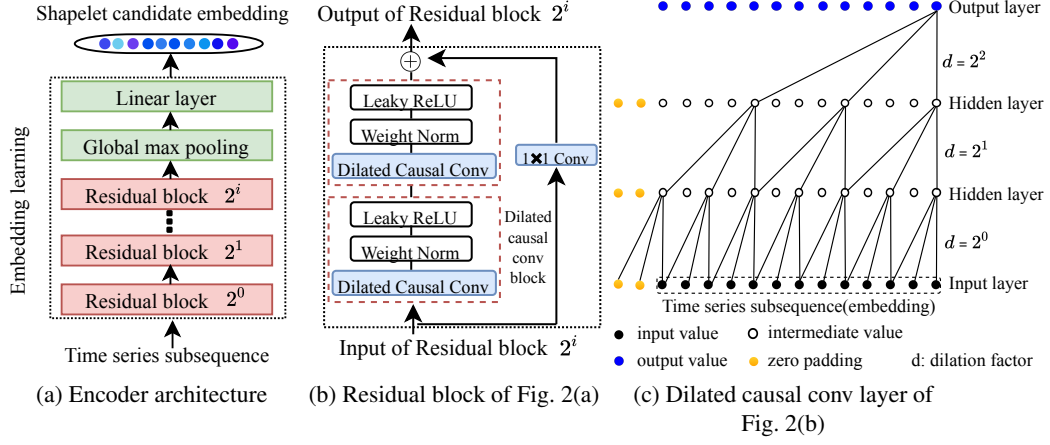 Shapelet candidate embedding
Embedding learning
Linear layer
Global max pooling
Residual block 2^i
Residual block 2^1
Residual block 2^0
Time series subsequence
(a) Encoder architecture
Output of Residual block 2^i
Leaky ReLU
Weight Norm
Dilated Causal Conv
1×1 Conv
Leaky ReLU
Weight Norm
Dilated Causal Conv
Dilated
causal
conv
block
Input of Residual block 2^i
(b) Residual block of Fig. 2(a)
Output layer
d = 2^2
Hidden layer
d = 2^1
Hidden layer
d = 2^0
Input layer
Time series subsequence(embedding)
input value
intermediate value
output value
zero padding
d: dilation factor
(c) Dilated causal conv layer of
Fig. 2(b)